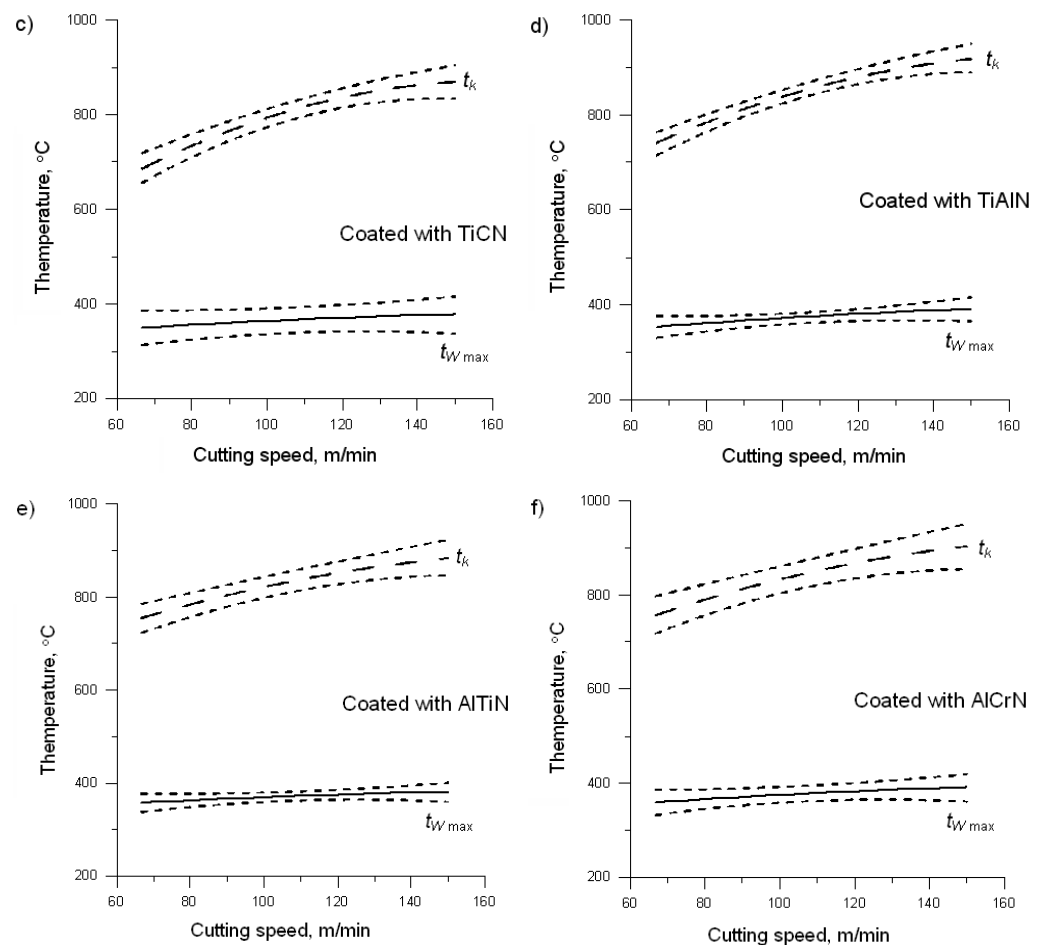 c)
1000
800
600
400
200
Themperature, °C
t_k
Coated with TiCN
t_W max
60 80 100 120 140 160
Cutting speed, m/min
d)
1000
800
600
400
200
Themperature, °C
t_k
Coated with TiAlN
t_W max
60 80 100 120 140 160
Cutting speed, m/min
e)
1000
800
600
400
200
Themperature, °C
t_k
Coated with AlTiN
t_W max
60 80 100 120 140 160
Cutting speed, m/min
f)
1000
800
600
400
200
Themperature, °C
t_k
Coated with AlCrN
t_W max
60 80 100 120 140 160
Cutting speed, m/min